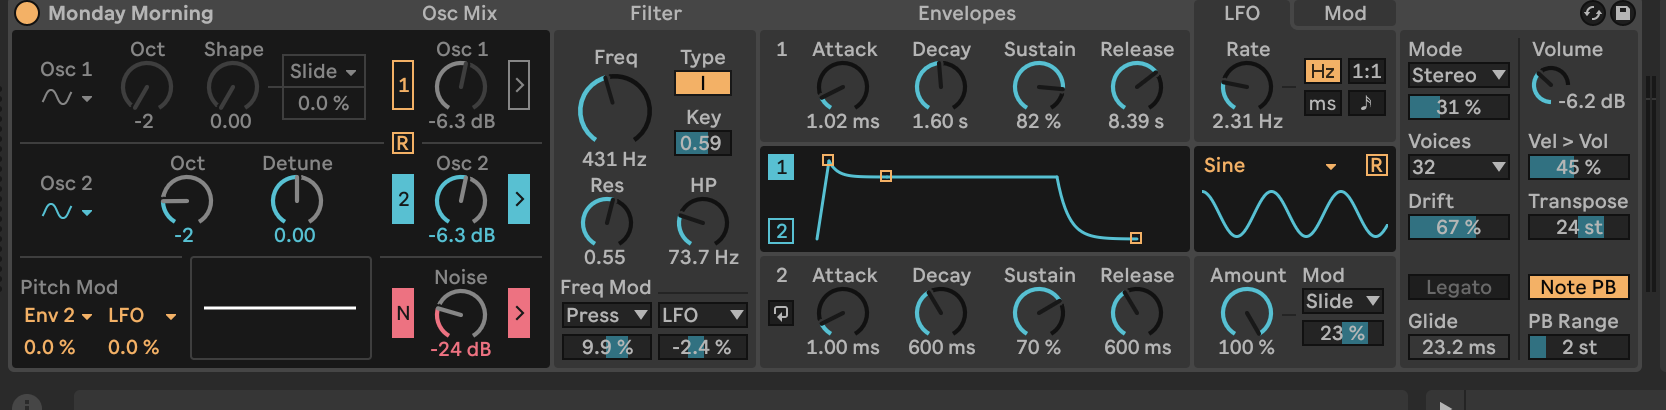 Monday Morning
Osc Mix
Filter
Envelopes
LFO
Mod
Osc 1
Oct
-2
Shape
0.00
Slide
0.0 %
1
Osc 1
-6.3 dB
R
Osc 2
Oct
-2
Detune
0.00
2
Osc 2
-6.3 dB
Pitch Mod
Env 2
LFO
0.0 %
0.0 %
N
Noise
-24 dB
Freq
431 Hz
Type
I
Key
0.59
Res
0.55
HP
73.7 Hz
Freq Mod
Press
LFO
9.9 %
-2.4 %
1
Attack
Decay
Sustain
Release
1.02 ms
1.60 s
82 %
8.39 s
1
2
2
Attack
Decay
Sustain
Release
1.00 ms
600 ms
70 %
600 ms
Rate
2.31 Hz
Hz
1:1
ms
Sine
R
Amount
100 %
Mod
Slide
23 %
Mode
Stereo
31 %
Voices
32
Drift
67 %
Legato
Glide
23.2 ms
Volume
-6.2 dB
Vel > Vol
45 %
Transpose
24 st
Note PB
PB Range
2 st